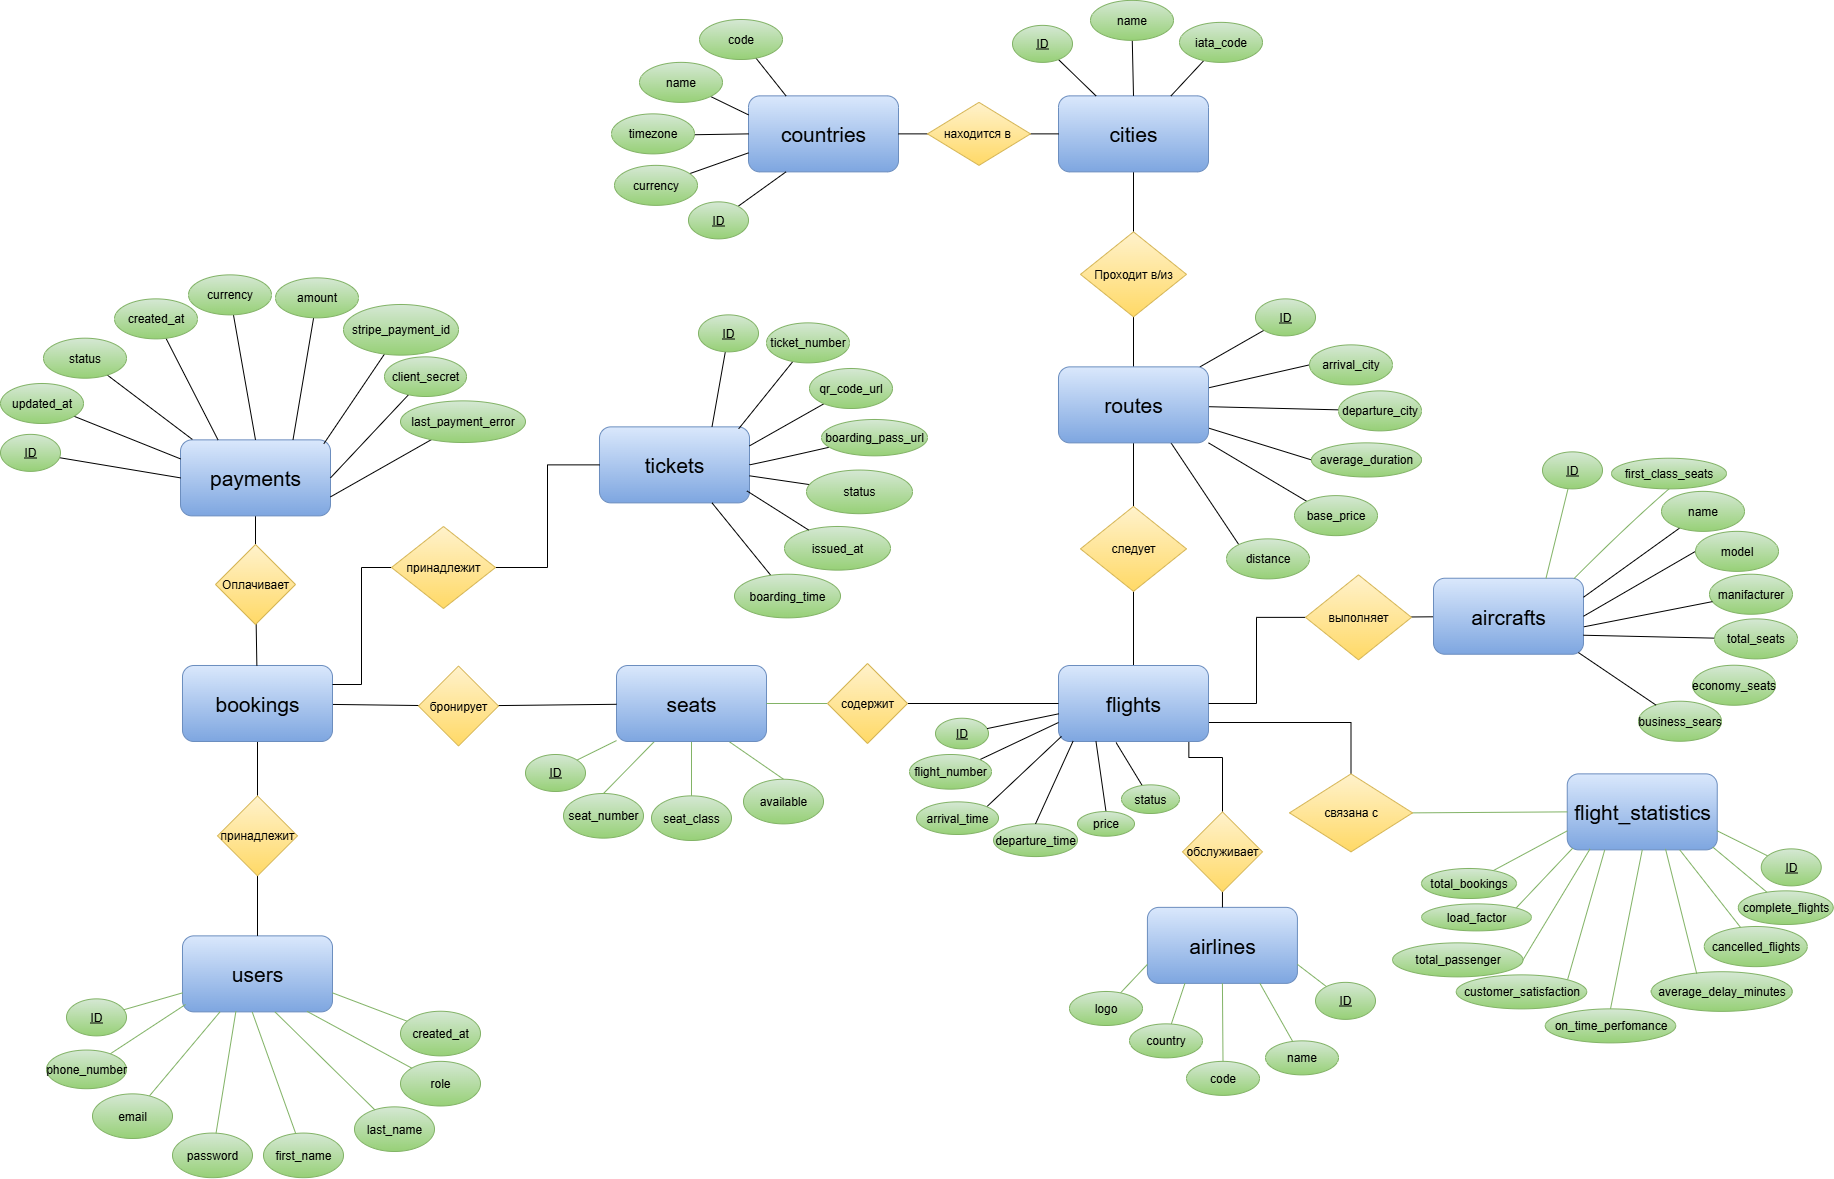 code
name
timezone
currency
ID
countries
находится в
ID
name
iata_code
cities
Проходит в/из
ID
arrival_city
departure_city
average_duration
base_price
distance
routes
следует
currency
amount
created_at
stripe_payment_id
status
client_secret
updated_at
last_payment_error
ID
payments
Оплачивает
ID
ticket_number
qr_code_url
boarding_pass_url
status
issued_at
boarding_time
tickets
принадлежит
ID
first_class_seats
name
model
manifacturer
total_seats
economy_seats
business_sears
aircrafts
выполняет
bookings
бронирует
seats
содержит
flights
ID
seat_number
seat_class
available
ID
flight_number
arrival_time
departure_time
price
status
связана с
flight_statistics
total_bookings
load_factor
total_passenger
customer_satisfaction
on_time_perfomance
average_delay_minutes
cancelled_flights
complete_flights
ID
принадлежит
обслуживает
airlines
logo
country
code
name
ID
users
ID
phone_number
email
password
first_name
last_name
role
created_at